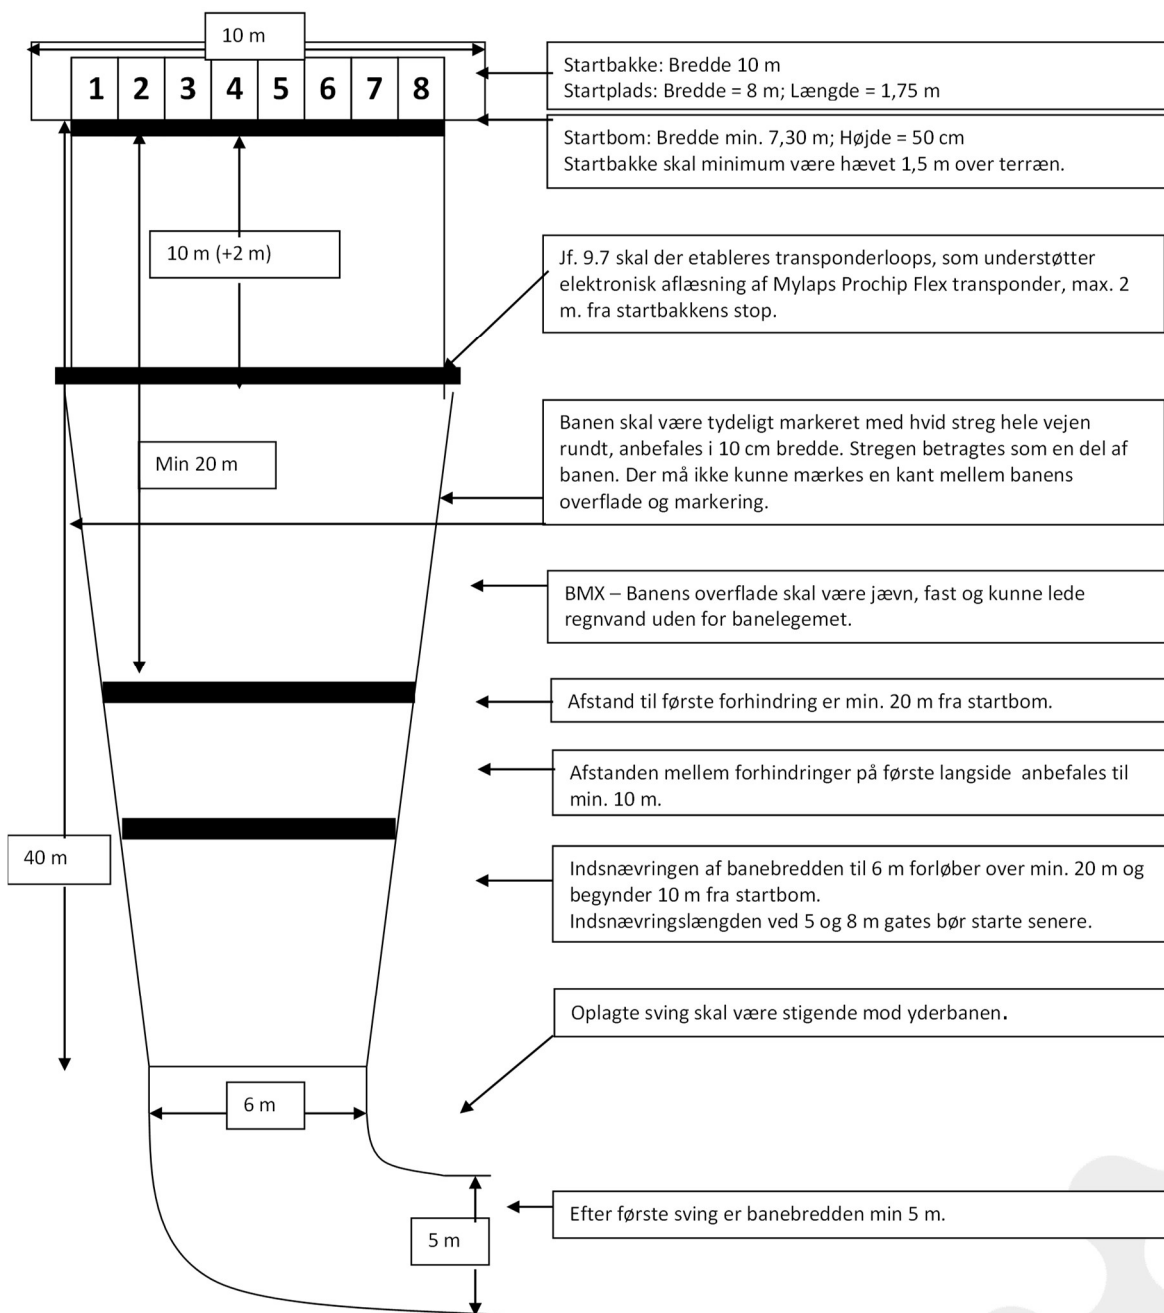 10 m
1 2 3 4 5 6 7 8
Startbakke: Bredde 10 m
Startplads: Bredde = 8 m; Længde = 1,75 m
Startbom: Bredde min. 7,30 m; Højde = 50 cm
Startbakke skal minimum være hævet 1,5 m over terræn.
10 m (+2 m)
Jf. 9.7 skal der etableres transponderloops, som understøtter
elektronisk aflæsning af Mylaps Prochip Flex transponder, max. 2
m. fra startbakkens stop.
Banen skal være tydeligt markeret med hvid streg hele vejen
rundt, anbefales i 10 cm bredde. Stregen betragtes som en del af
banen. Der må ikke kunne mærkes en kant mellem banens
overflade og markering.
Min 20 m
BMX – Banens overflade skal være jævn, fast og kunne lede
regnvand uden for banelegemet.
Afstand til første forhindring er min. 20 m fra startbom.
Afstanden mellem forhindringer på første langside anbefales til
min. 10 m.
40 m
Indsnævringen af banebredden til 6 m forløber over min. 20 m og
begynder 10 m fra startbom.
Indsnævringslængden ved 5 og 8 m gates bør starte senere.
Oplagte sving skal være stigende mod yderbanen.
6 m
Efter første sving er banebredden min 5 m.
5 m